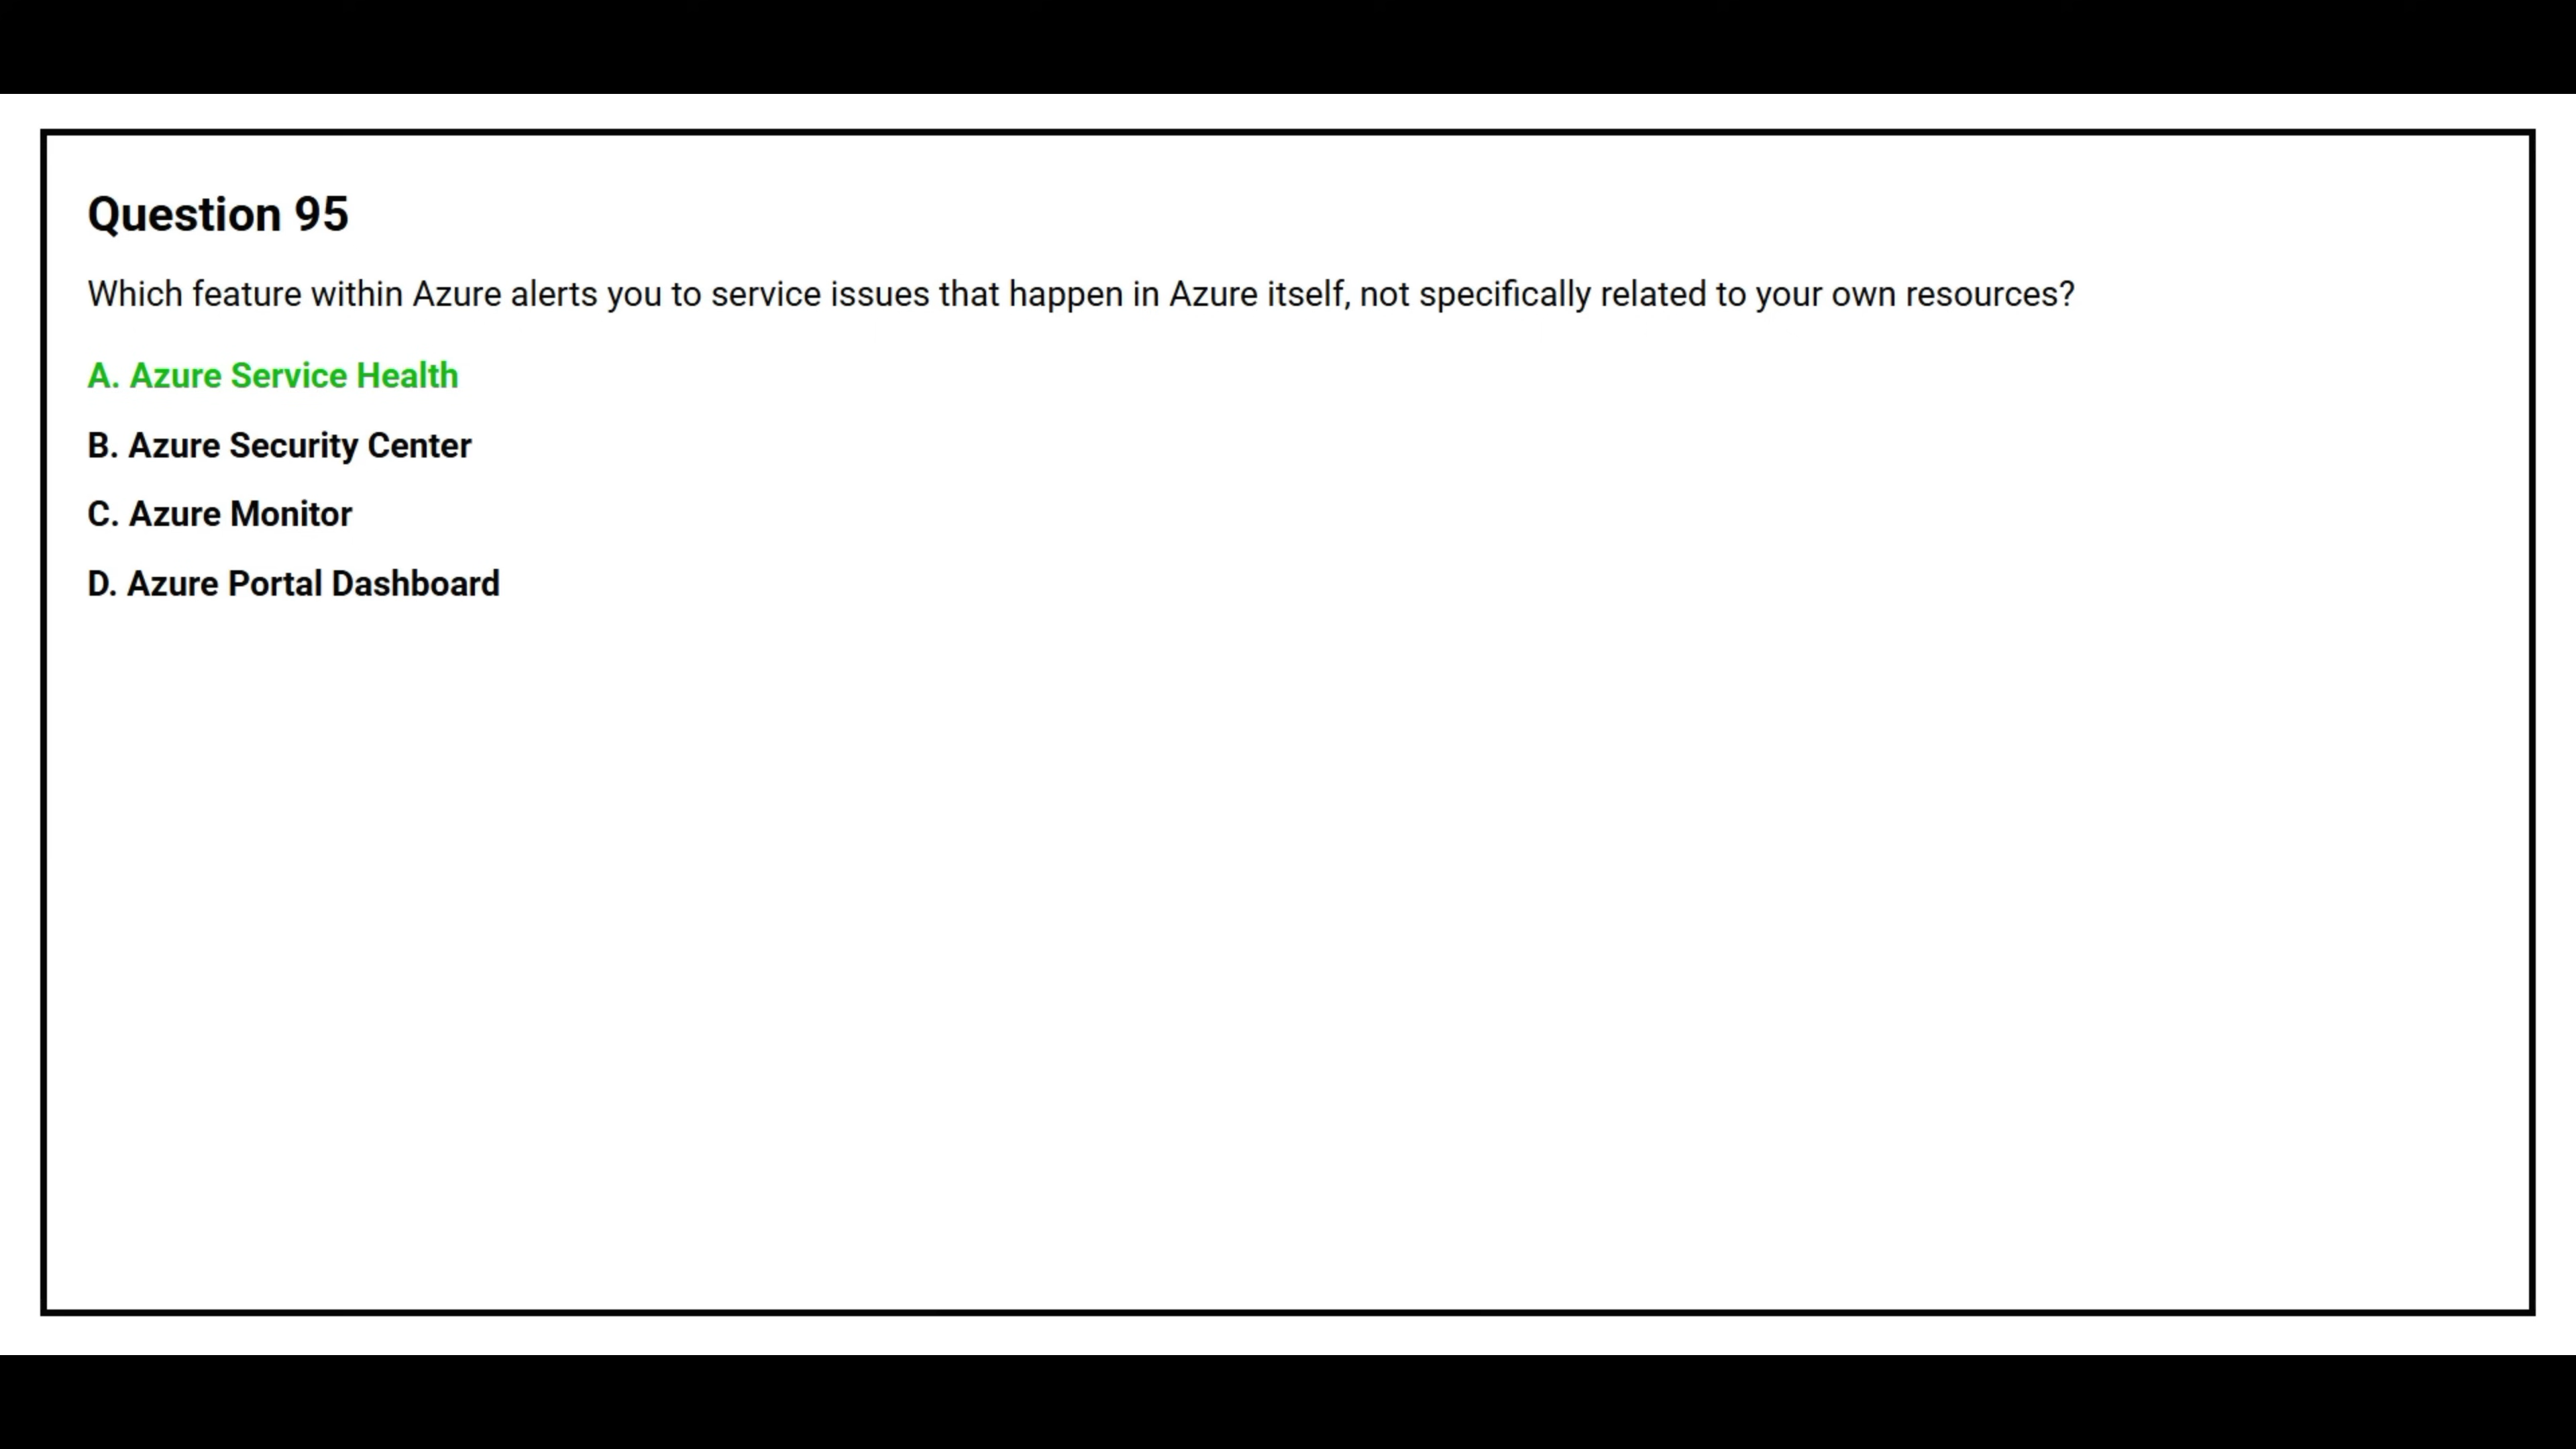 Question 95
Which feature within Azure alerts you to service issues that happen in Azure itself, not specifically related to your own resources?
A. Azure Service Health
B. Azure Security Center
C. Azure Monitor
D. Azure Portal Dashboard